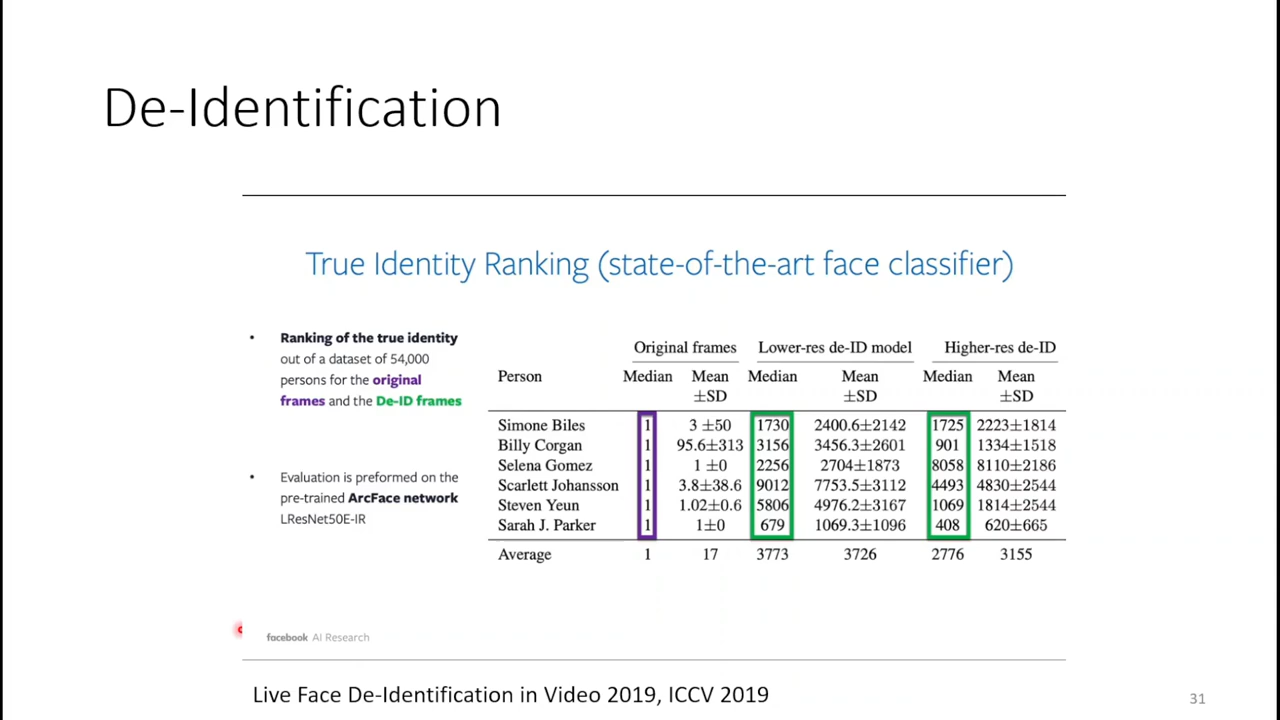 De-Identification
True Identity Ranking (state-of-the-art face classifier)
• Ranking of the true identity
out of a dataset of 54,000
persons for the original
frames and the De-ID frames
• Evaluation is preformed on the
pre-trained ArcFace network
LResNet50E-IR
Original frames Lower-res de-ID model Higher-res de-ID
Person Median Mean Median Mean Median Mean
±SD ±SD ±SD
Simone Biles 1 3 ±50 1730 2400.6±2142 1725 2223±1814
Billy Corgan 1 95.6±313 3156 3456.3±2601 901 1334±1518
Selena Gomez 1 1 ±0 2256 2704±1873 8058 8110±2186
Scarlett Johansson 1 3.8±38.6 9012 7753.5±3112 4493 4830±2544
Steven Yeun 1 1.02±0.6 5806 4976.2±3167 1069 1814±2544
Sarah J. Parker 1 1±0 679 1069.3±1096 408 620±665
Average 1 17 3773 3726 2776 3155
facebook AI Research
Live Face De-Identification in Video 2019, ICCV 2019
31